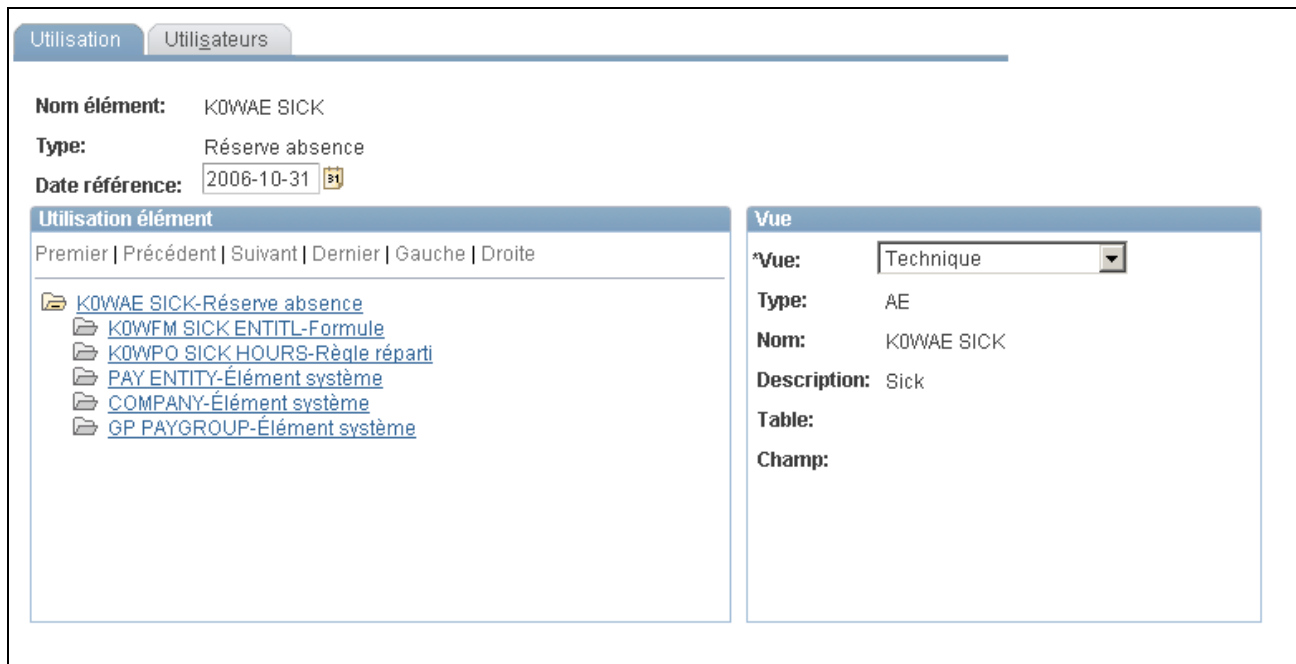 Utilisation Utilisateurs
Nom élément: K0WAE SICK
Type: Réserve absence
Date référence: 2006-10-31 31
Utilisation élément
Premier | Précédent | Suivant | Dernier | Gauche | Droite
K0WAE SICK-Réserve absence
K0WFM SICK ENTITL-Formule
K0WPO SICK HOURS-Règle réparti
PAY ENTITY-Élément système
COMPANY-Élément système
GP PAYGROUP-Élément système
Vue
*Vue: Technique
Type: AE
Nom: K0WAE SICK
Description: Sick
Table:
Champ: